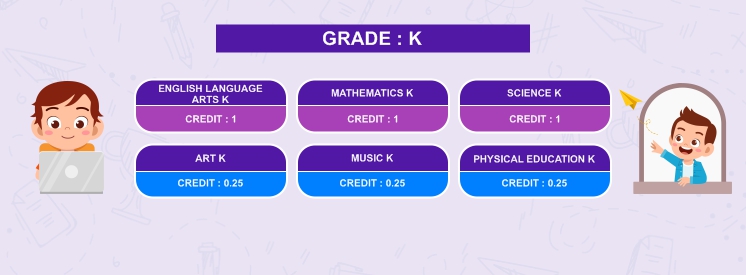 GRADE : K
ENGLISH LANGUAGE
ARTS K
CREDIT : 1
MATHEMATICS K
CREDIT : 1
SCIENCE K
CREDIT : 1
ART K
CREDIT : 0.25
MUSIC K
CREDIT : 0.25
PHYSICAL EDUCATION K
CREDIT : 0.25